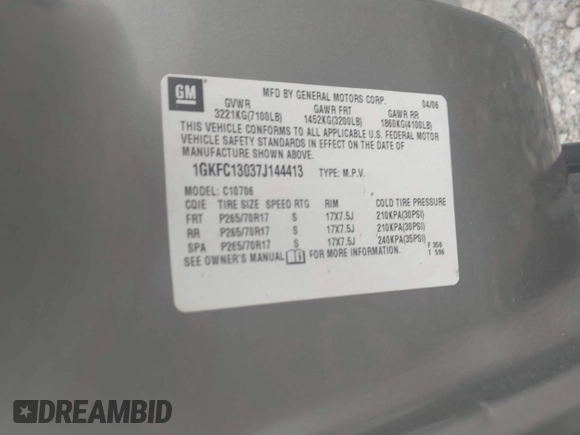 GM
MFD BY GENERAL MOTORS CORP. 04/06
GVWR GAWR FRT GAWR RR
3221KG(7100LB) 1452KG(3200LB) 1860KG(4100LB)
THIS VEHICLE CONFORMS TO ALL APPLICABLE U.S. FEDERAL MOTOR
VEHICLE SAFETY STANDARDS IN EFFECT ON THE DATE OF
MANUFACTURE SHOWN ABOVE.
1GKFC13037J144413 TYPE: M.P.V.
MODEL: C10706
CQIE TIRE SIZE SPEED RTG RIM COLD TIRE PRESSURE
FRT P265/70R17 S 17X7.5J 210KPA(30PSI)
RR P265/70R17 S 17X7.5J 210KPA(30PSI)
SPA P265/70R17 S 17X7.5J 240KPA(35PSI)
SEE OWNER'S MANUAL FOR MORE INFORMATION. F 350
T 596
DREAMBID